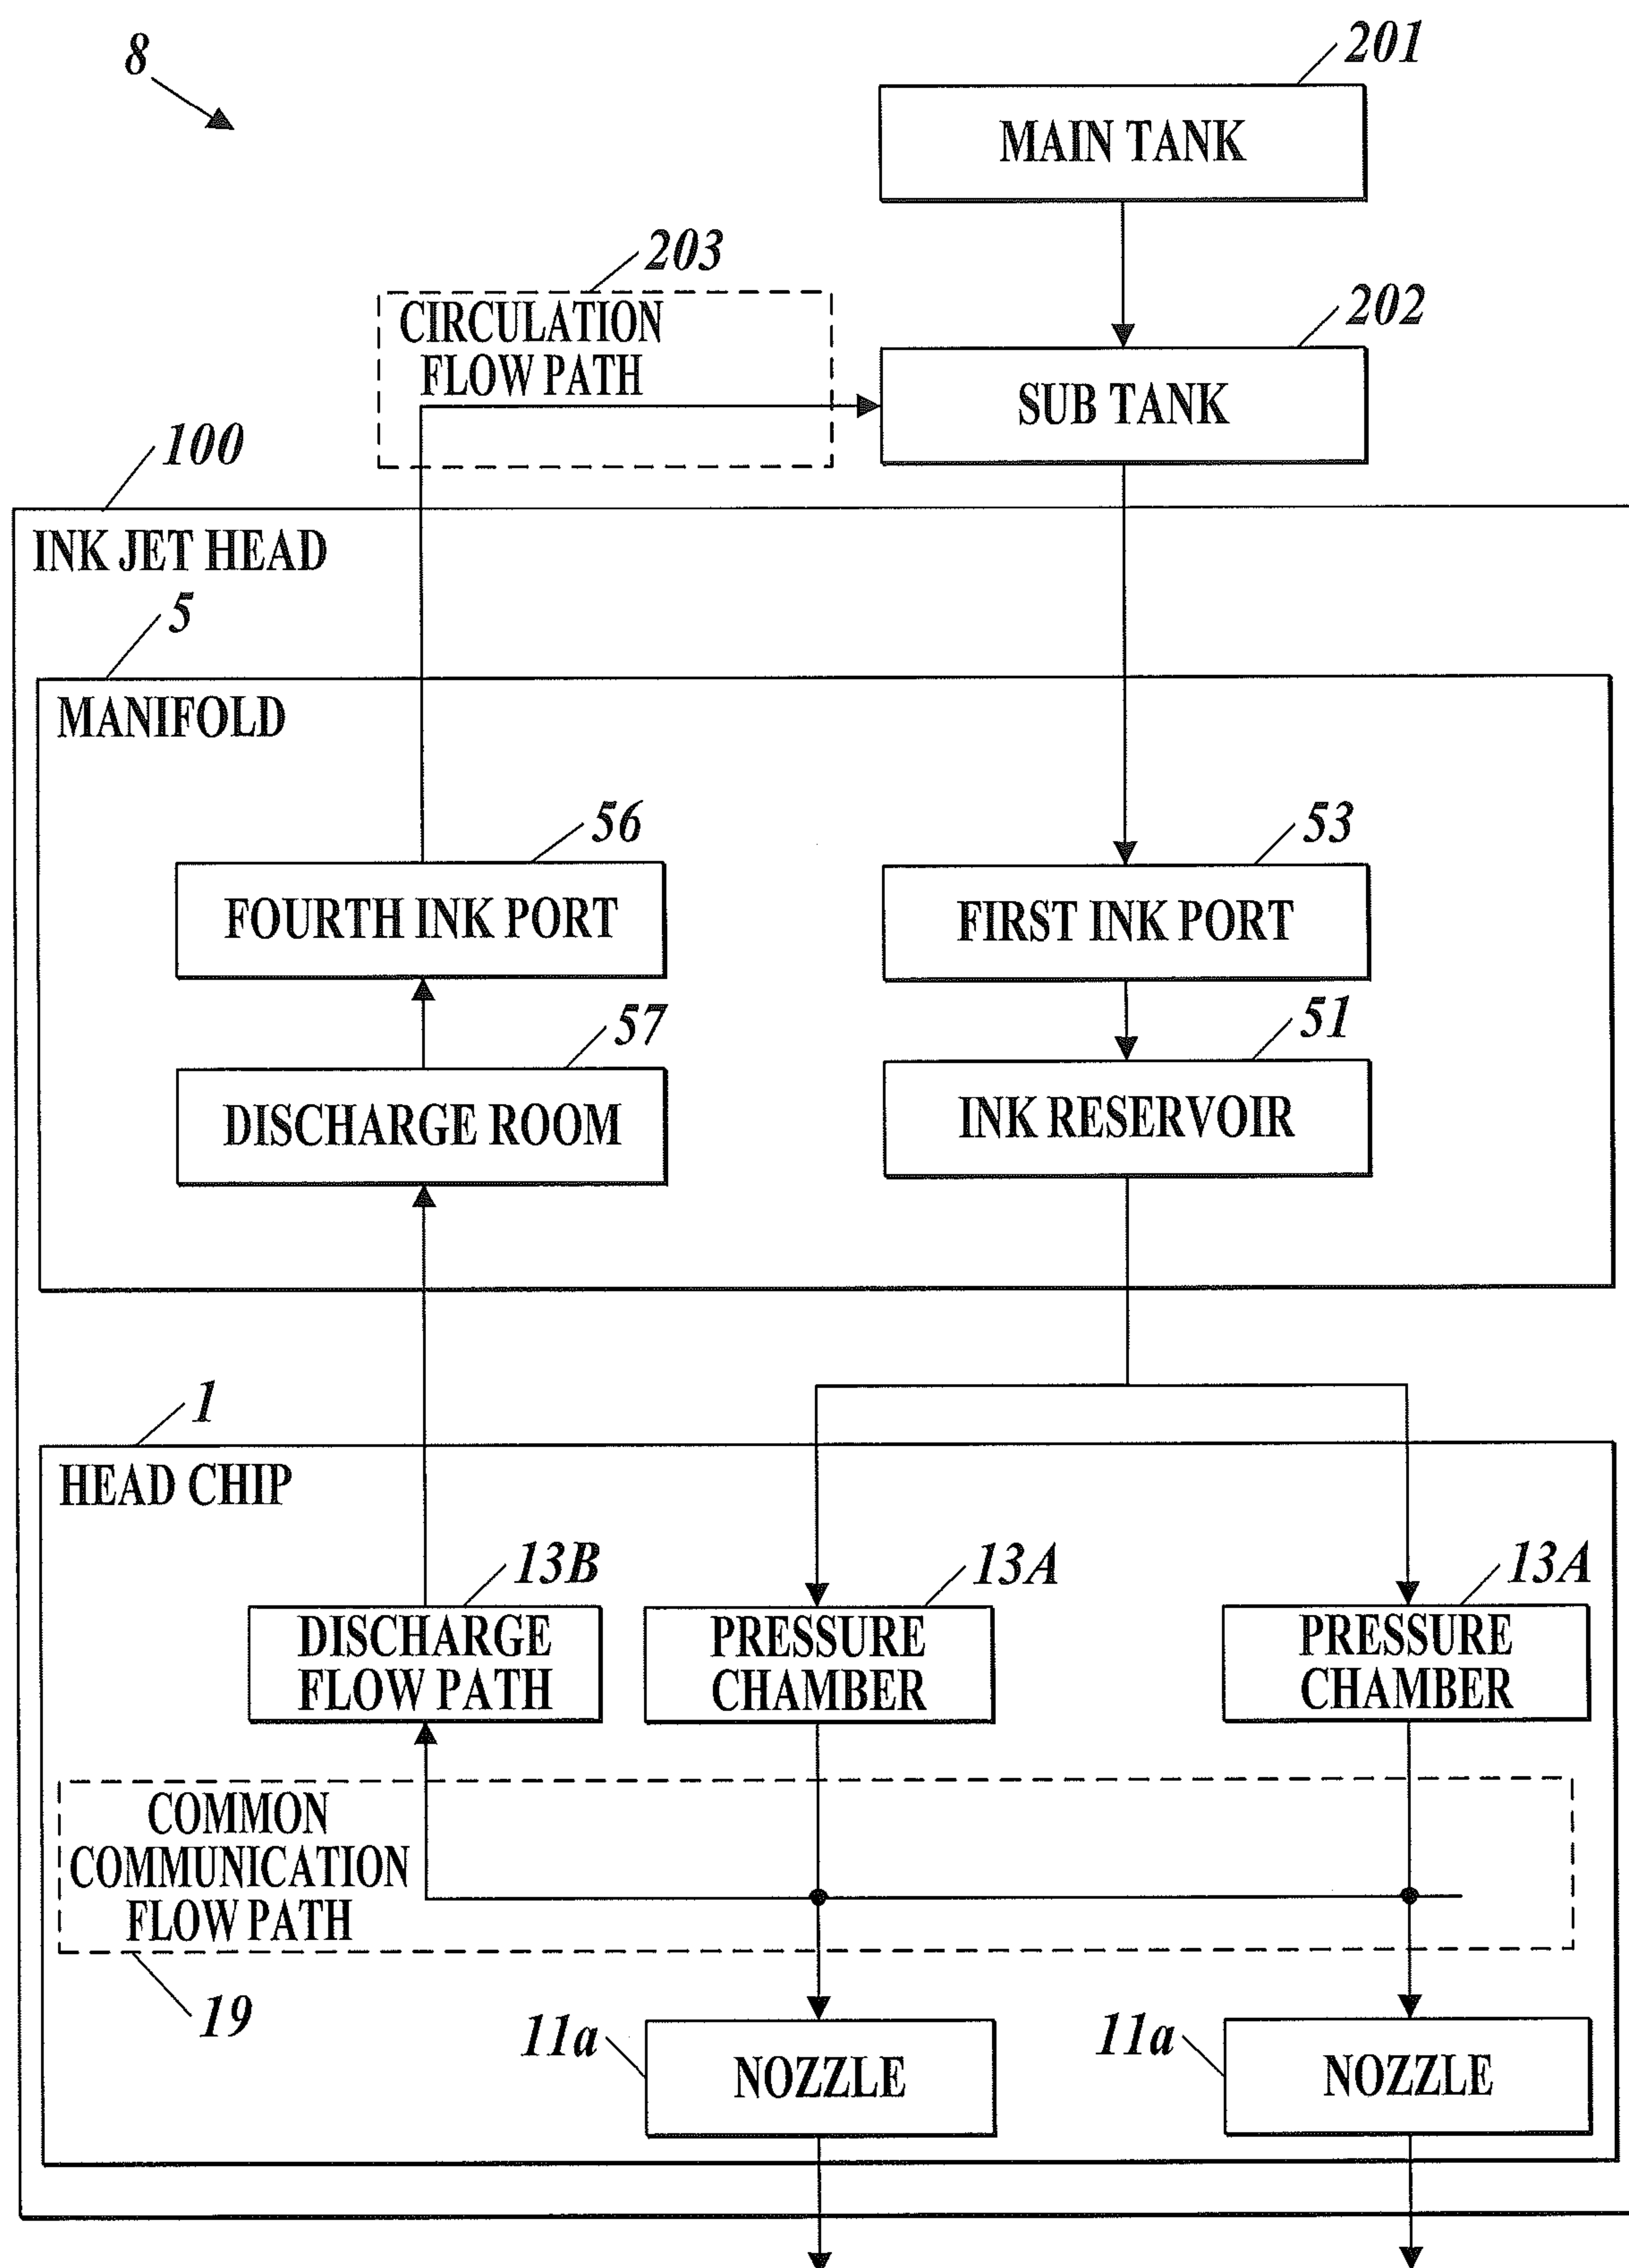 8
201
MAIN TANK
203
CIRCULATION
FLOW PATH
202
SUB TANK
100
INK JET HEAD
5
MANIFOLD
56
FOURTH INK PORT
53
FIRST INK PORT
57
DISCHARGE ROOM
51
INK RESERVOIR
1
HEAD CHIP
13B
DISCHARGE
FLOW PATH
13A
PRESSURE
CHAMBER
13A
PRESSURE
CHAMBER
COMMON
COMMUNICATION
FLOW PATH
19
11a
NOZZLE
11a
NOZZLE